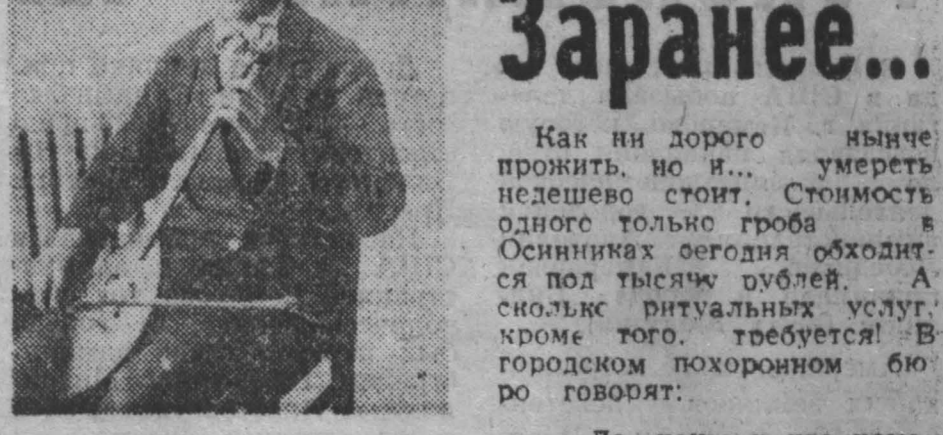 Заранее...
Как ни дорого нынче
прожить, но и... умереть
недешево стоит. Стоимость
одного только гроба в
Осинниках сегодня обходит-
ся под тысячу рублей. А
сколько ритуальных услуг,
кроме того, требуется! В
городском похоронном бю
ро говорят: